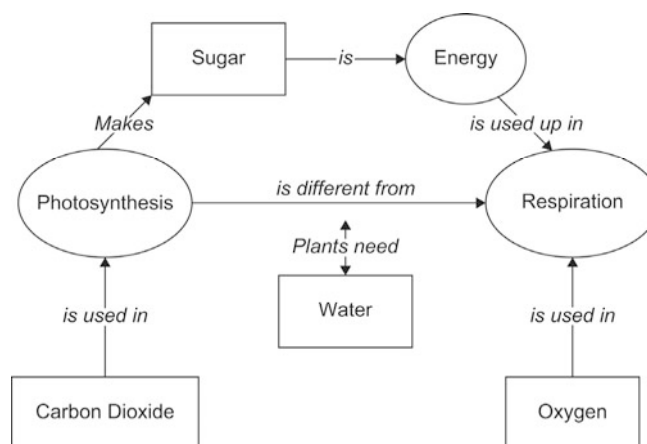 Sugar
is
Energy
Makes
is used up in
Photosynthesis
is different from
Respiration
Plants need
Water
is used in
is used in
Carbon Dioxide
Oxygen